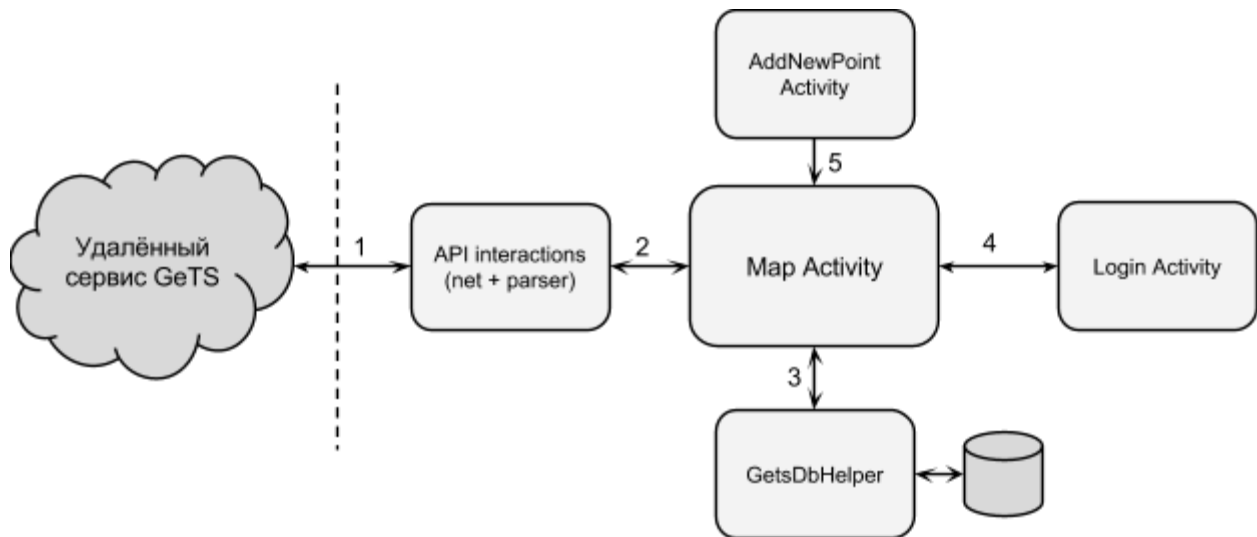 AddNewPoint
Activity
5
Удалённый
сервис GeTS
1
API interactions
(net + parser)
2
Map Activity
4
Login Activity
3
GetsDbHelper